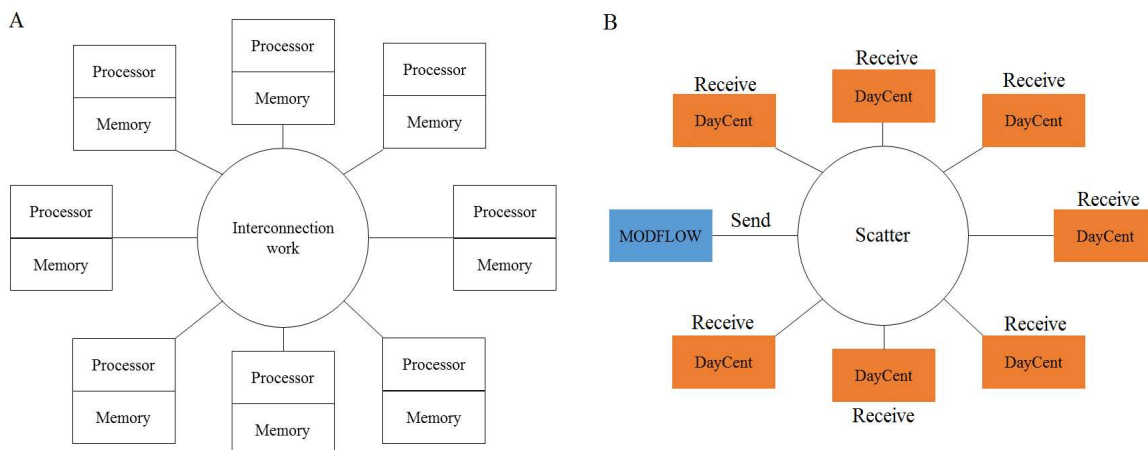 A
Processor
Memory
Processor
Memory
Processor
Memory
Processor
Memory
Interconnection
work
Processor
Memory
Processor
Memory
Processor
Memory
Processor
Memory
B
Receive
DayCent
Receive
DayCent
Receive
DayCent
MODFLOW
Send
Scatter
Receive
DayCent
Receive
DayCent
DayCent
Receive
Receive
DayCent